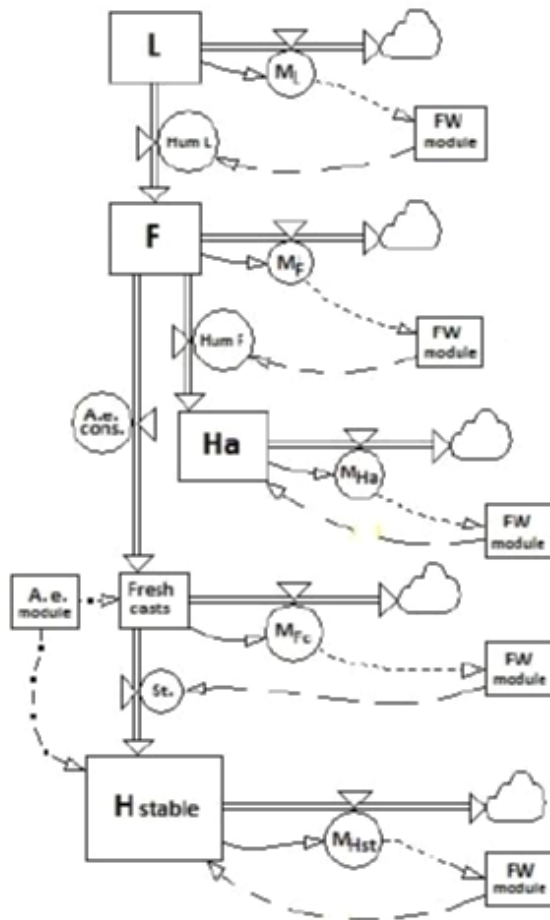 L
M_L
FW
module
Hum L
F
M_F
FW
module
Hum F
A.e.
cons.
Ha
M_Ha
FW
module
A.e.
module
Fresh
casts
M_Fc
FW
module
St.
H stable
M_Hst
FW
module